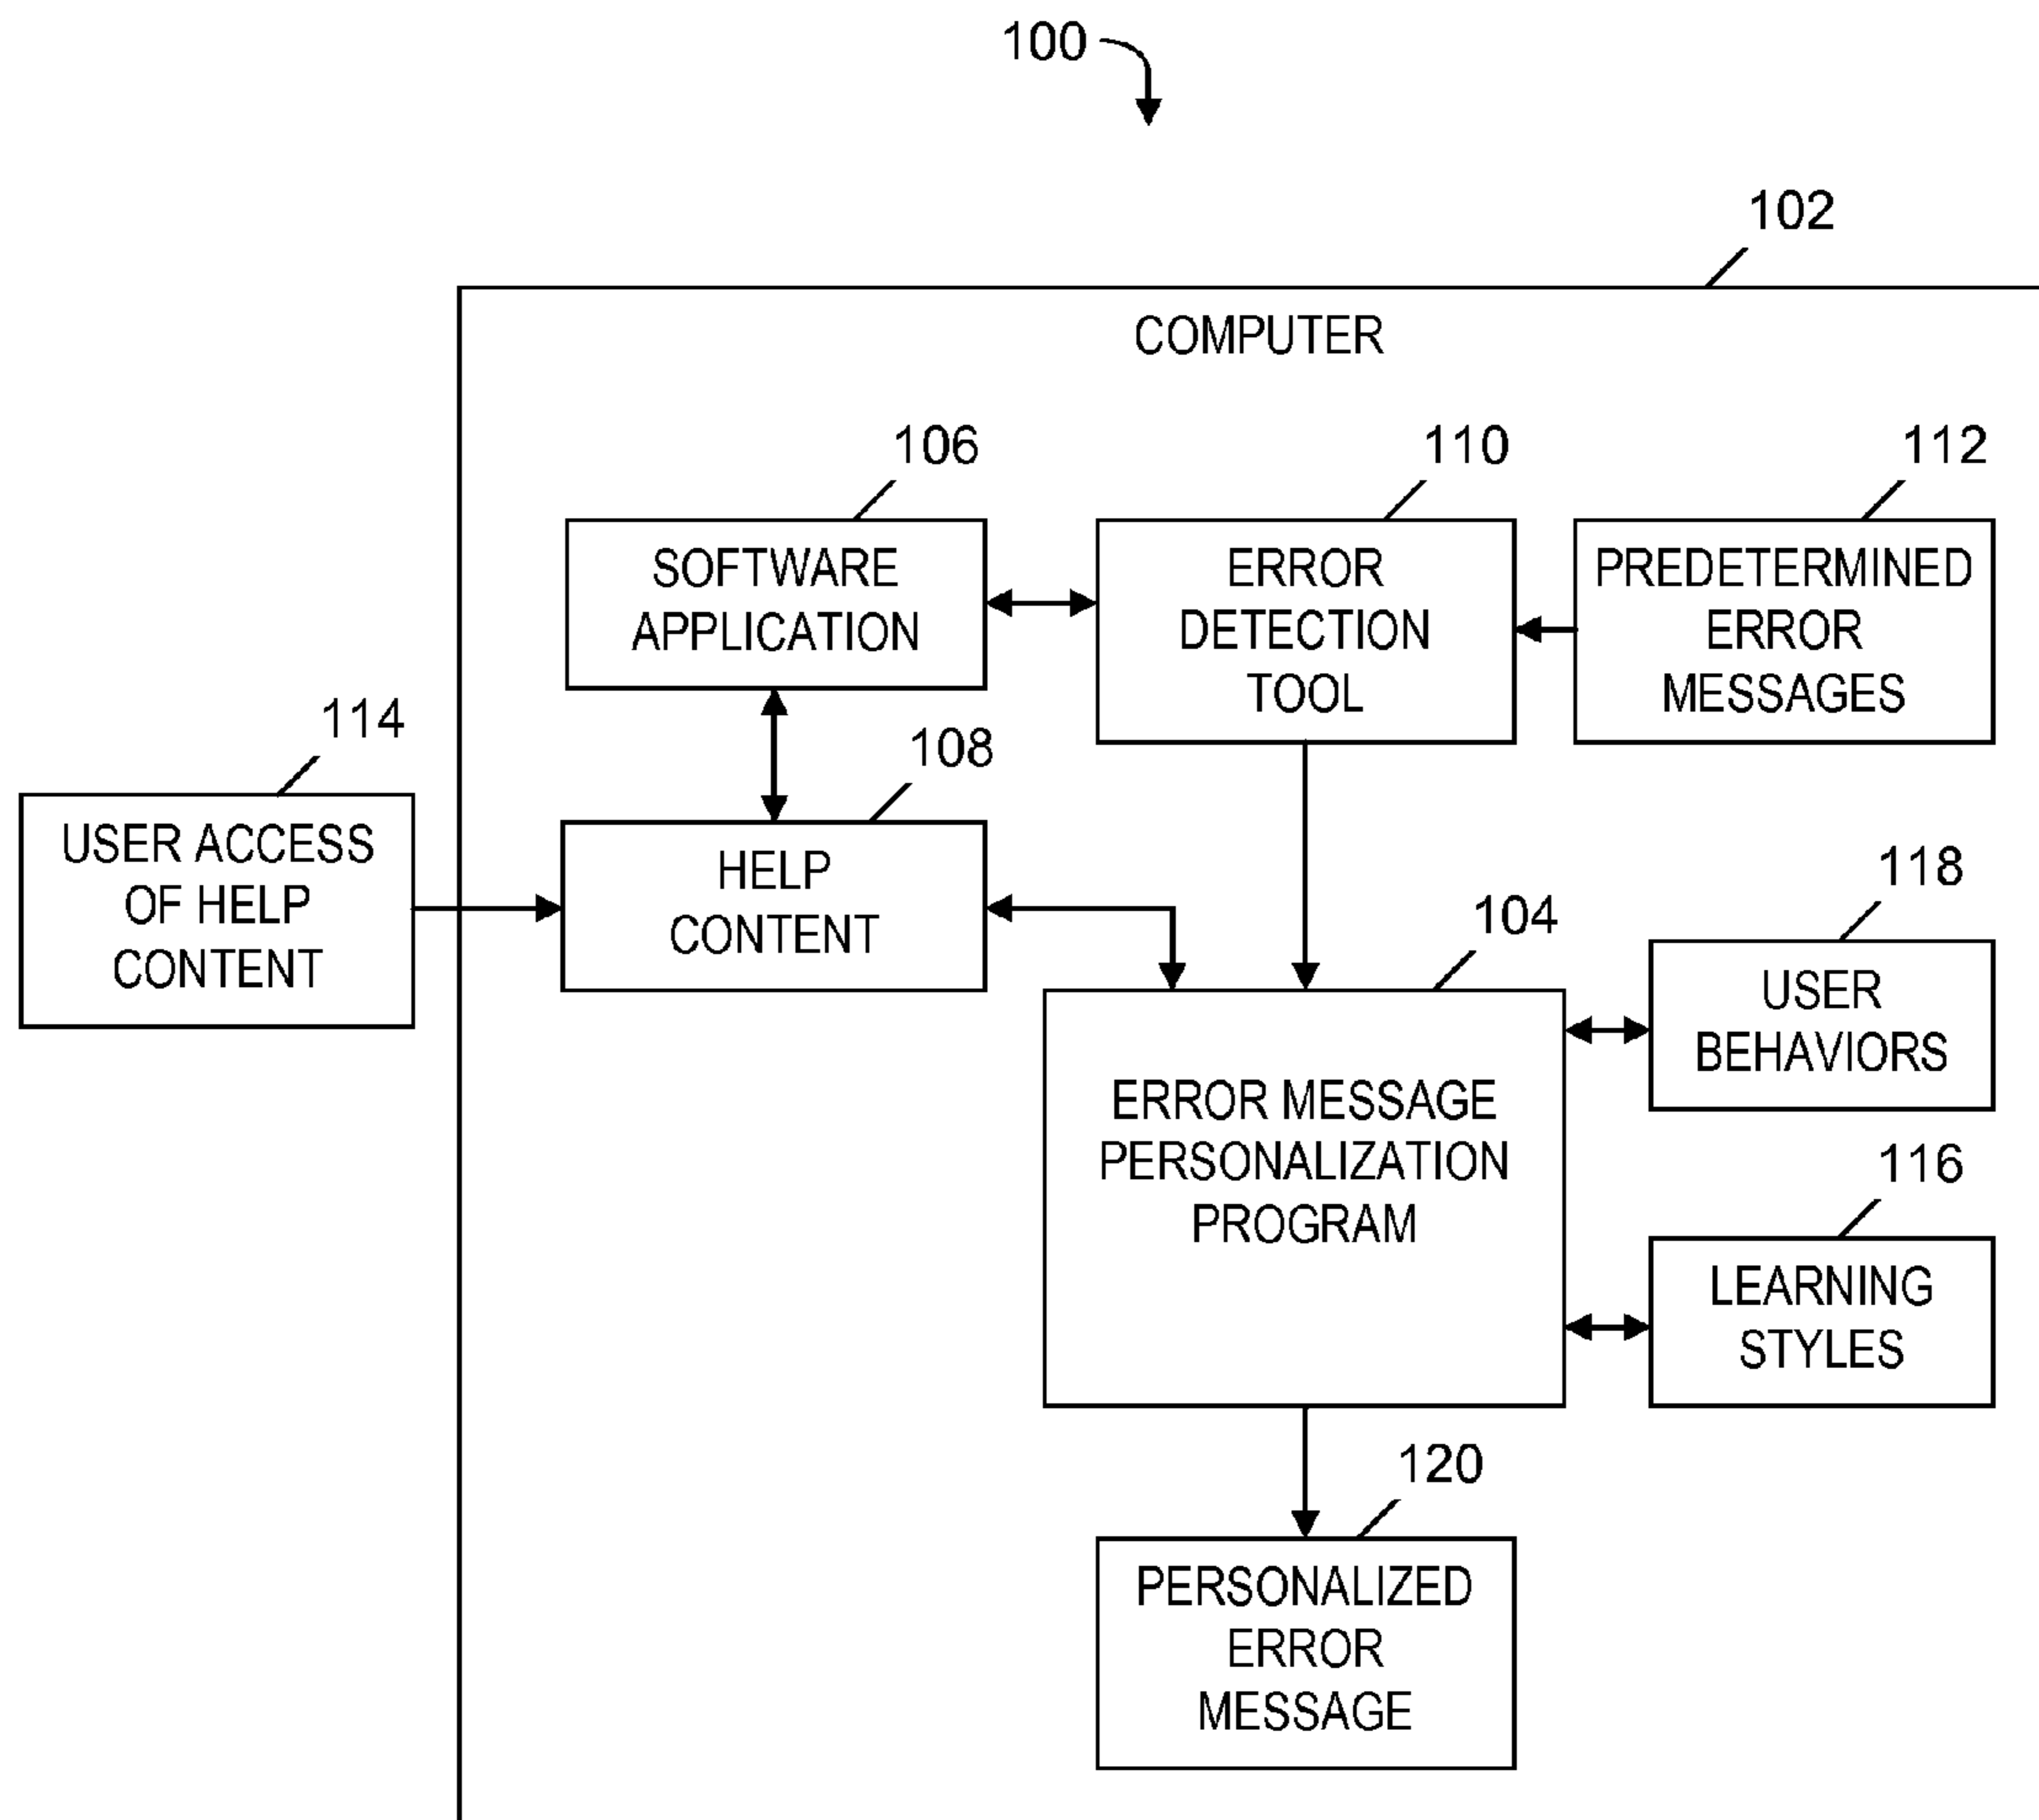 100
102
COMPUTER
106
110
112
SOFTWARE
APPLICATION
ERROR
DETECTION
TOOL
PREDETERMINED
ERROR
MESSAGES
114
108
USER ACCESS
OF HELP
CONTENT
HELP
CONTENT
118
104
USER
BEHAVIORS
ERROR MESSAGE
PERSONALIZATION
PROGRAM
116
LEARNING
STYLES
120
PERSONALIZED
ERROR
MESSAGE